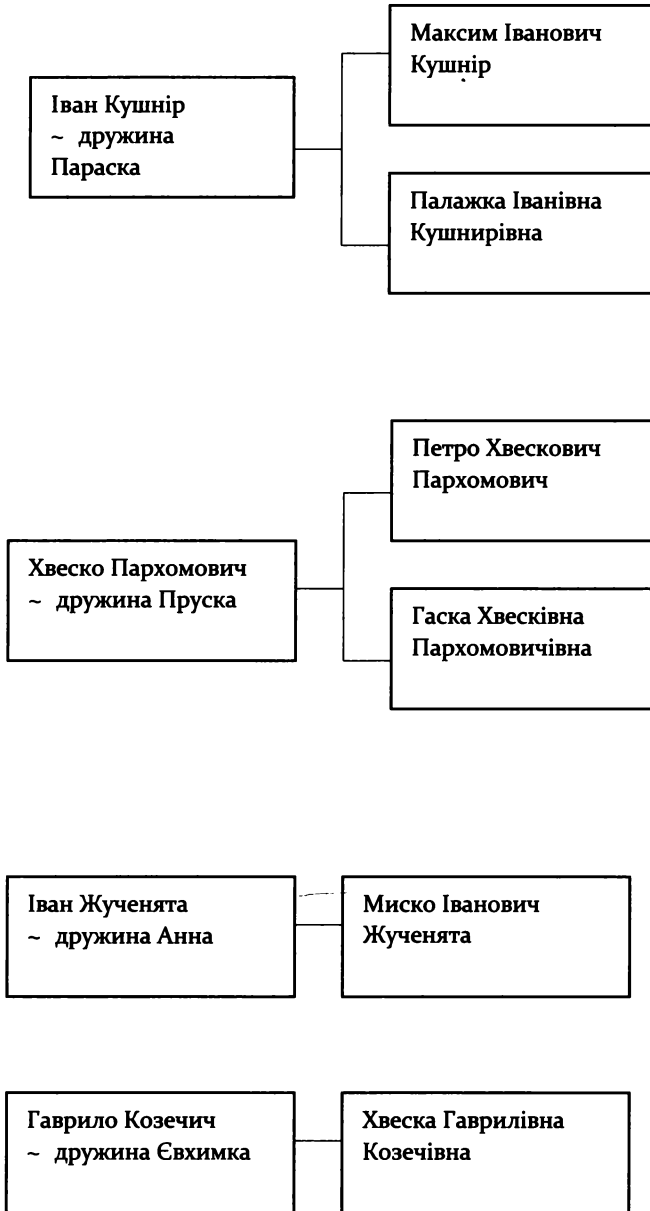 Максим Іванович
Кушнір
Іван Кушнір
~ дружина
Параска
Палажка Іванівна
Кушнирівна
Петро Хвескович
Пархомович
Хвеско Пархомович
~ дружина Пруска
Гаска Хвесківна
Пархомовичівна
Іван Жученята
~ дружина Анна
Миско Іванович
Жученята
Гаврило Козечич
~ дружина Євхимка
Хвеска Гаврилівна
Козечівна